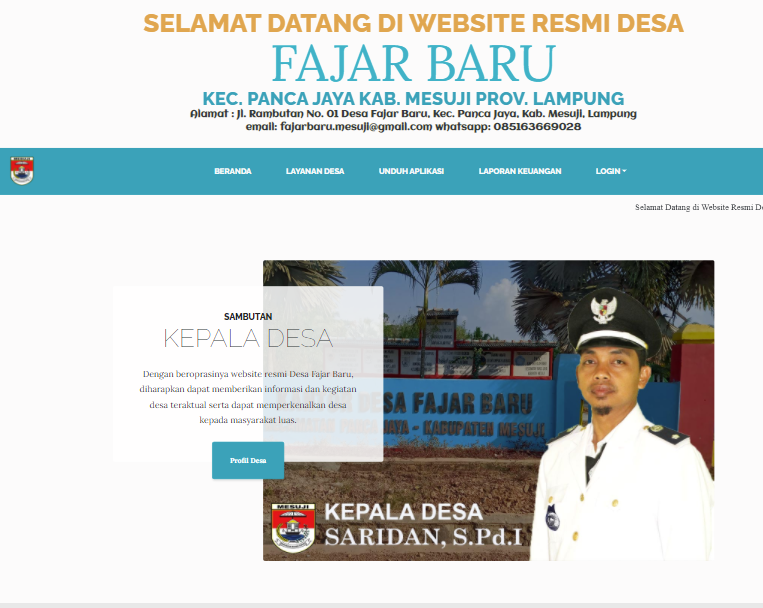 SELAMAT DATANG DI WEBSITE RESMI DESA
FAJAR BARU
KEC. PANCA JAYA KAB. MESUJI PROV. LAMPUNG
Alamat : Jl. Rambutan No. 01 Desa Fajar Baru, Kec. Panca Jaya, Kab. Mesuji, Lampung
email: fajarbaru.mesuji@gmail.com whatsapp: 085163669028
BERANDA LAYANAN DESA UNDUH APLIKASI LAPORAN KEUANGAN LOGIN
Selamat Datang di Website Resmi De
SAMBUTAN
KEPALA DESA
Dengan beroprasinya website resmi Desa Fajar Baru,
diharapkan dapat memberikan informasi dan kegiatan
desa teraktual serta dapat memperkenalkan desa
kepada masyarakat luas.
Profil Desa
DESA FAJAR BARU
JAYA - KABUPATEN MESUJI
MESUJI
KEPALA DESA
SARIDAN, S.Pd.I